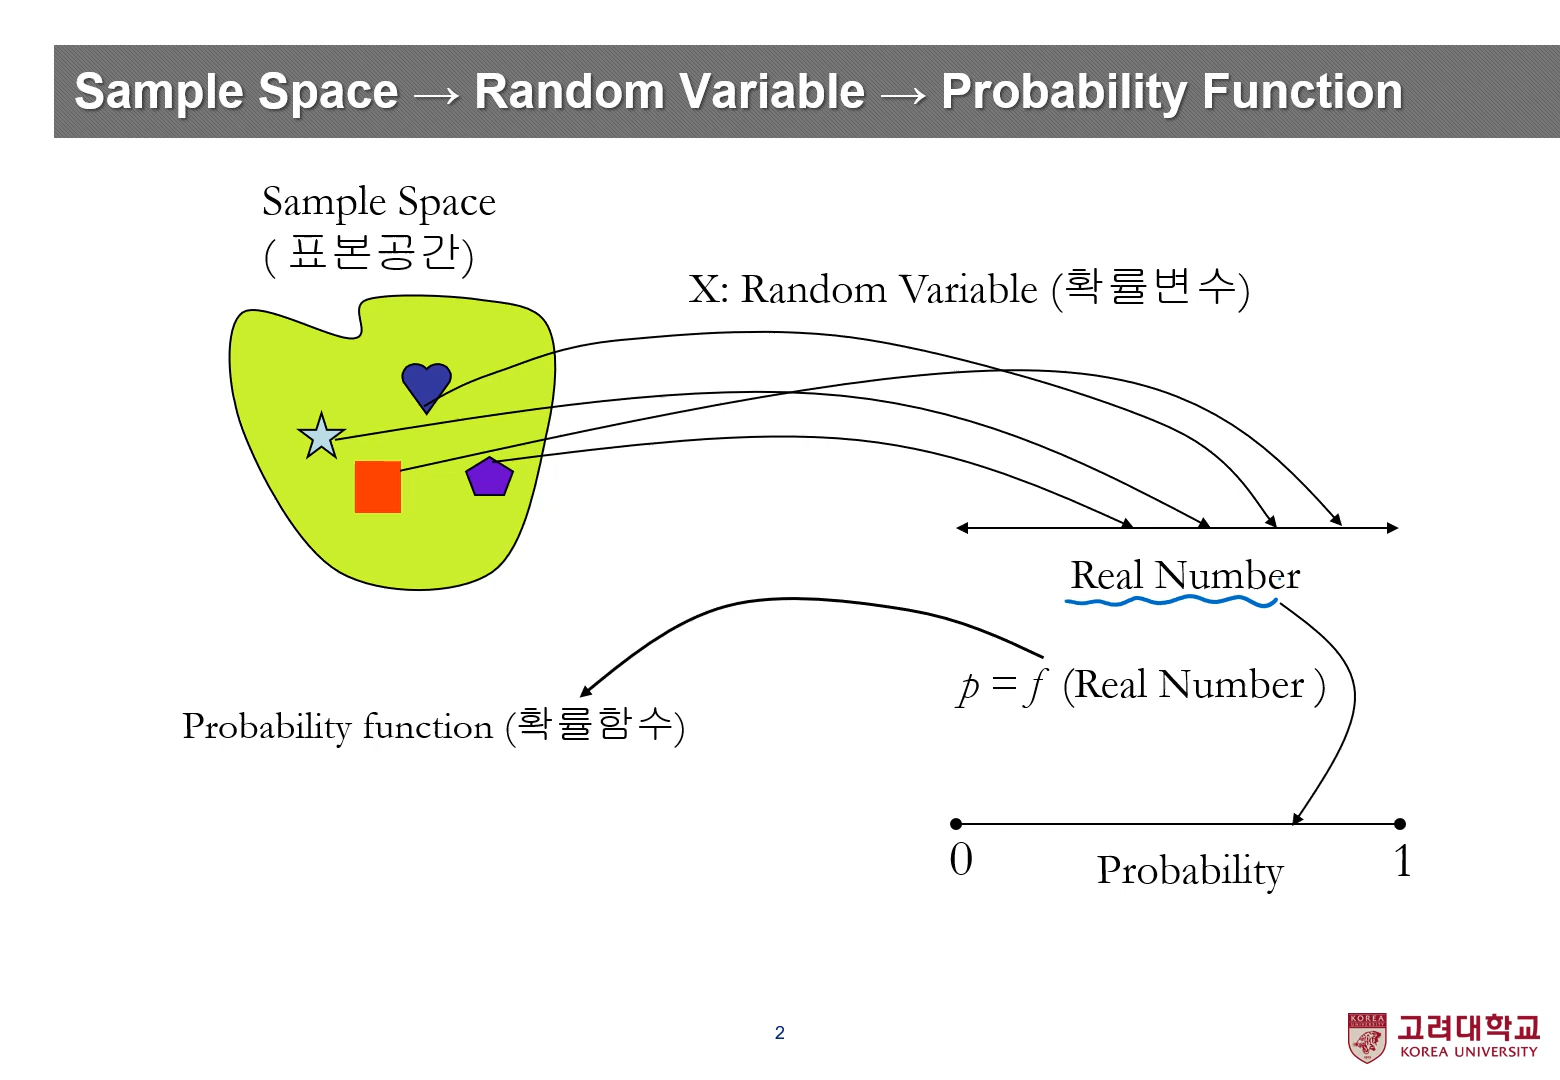 Sample Space → Random Variable → Probability Function
Sample Space
( 표본공간)
X: Random Variable (확률변수)
Real Number
p = f (Real Number )
Probability function (확률함수)
0
1
Probability
2
KOREA
UNIVERSITY
고려대학교
KOREA UNIVERSITY